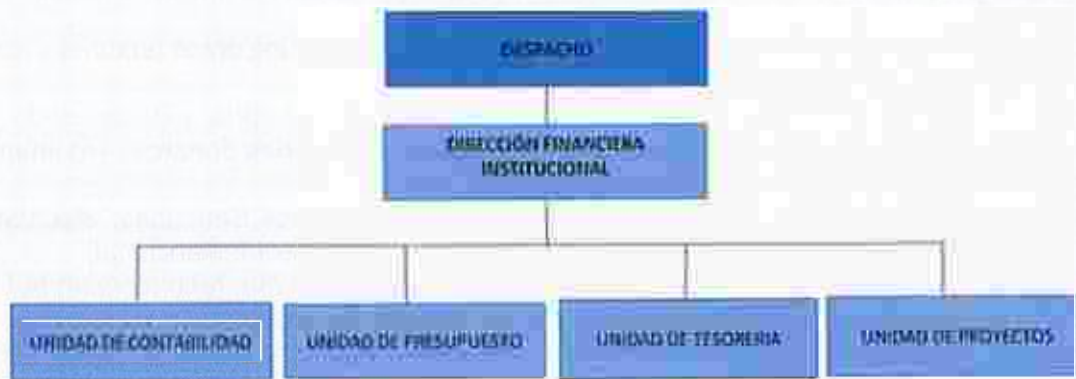 DESPACHO
DIRECCIÓN FINANCIERA
INSTITUCIONAL
UNIDAD DE CONTABILIDAD
UNIDAD DE PRESUPUESTO
UNIDAD DE TESORERIA
UNIDAD DE PROYECTOS